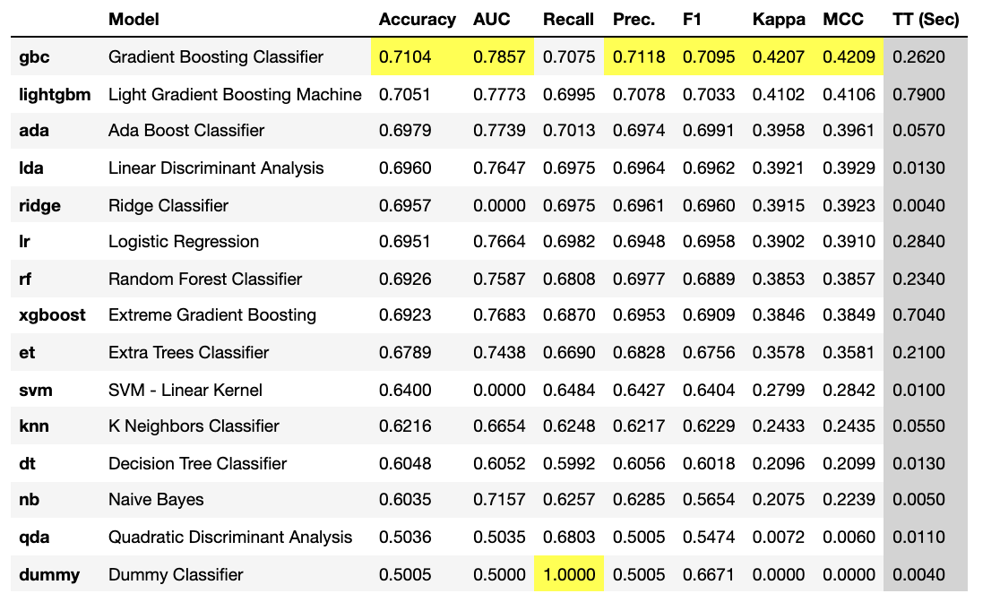 Model Accuracy AUC Recall Prec. F1 Kappa MCC TT (Sec)
gbc Gradient Boosting Classifier 0.7104 0.7857 0.7075 0.7118 0.7095 0.4207 0.4209 0.2620
lightgbm Light Gradient Boosting Machine 0.7051 0.7773 0.6995 0.7078 0.7033 0.4102 0.4106 0.7900
ada Ada Boost Classifier 0.6979 0.7739 0.7013 0.6974 0.6991 0.3958 0.3961 0.0570
lda Linear Discriminant Analysis 0.6960 0.7647 0.6975 0.6964 0.6962 0.3921 0.3929 0.0130
ridge Ridge Classifier 0.6957 0.0000 0.6975 0.6961 0.6960 0.3915 0.3923 0.0040
lr Logistic Regression 0.6951 0.7664 0.6982 0.6948 0.6958 0.3902 0.3910 0.2840
rf Random Forest Classifier 0.6926 0.7587 0.6808 0.6977 0.6889 0.3853 0.3857 0.2340
xgboost Extreme Gradient Boosting 0.6923 0.7683 0.6870 0.6953 0.6909 0.3846 0.3849 0.7040
et Extra Trees Classifier 0.6789 0.7438 0.6690 0.6828 0.6756 0.3578 0.3581 0.2100
svm SVM - Linear Kernel 0.6400 0.0000 0.6484 0.6427 0.6404 0.2799 0.2842 0.0100
knn K Neighbors Classifier 0.6216 0.6654 0.6248 0.6217 0.6229 0.2433 0.2435 0.0550
dt Decision Tree Classifier 0.6048 0.6052 0.5992 0.6056 0.6018 0.2096 0.2099 0.0130
nb Naive Bayes 0.6035 0.7157 0.6257 0.6285 0.5654 0.2075 0.2239 0.0050
qda Quadratic Discriminant Analysis 0.5036 0.5035 0.6803 0.5005 0.5474 0.0072 0.0060 0.0110
dummy Dummy Classifier 0.5005 0.5000 1.0000 0.5005 0.6671 0.0000 0.0000 0.0040